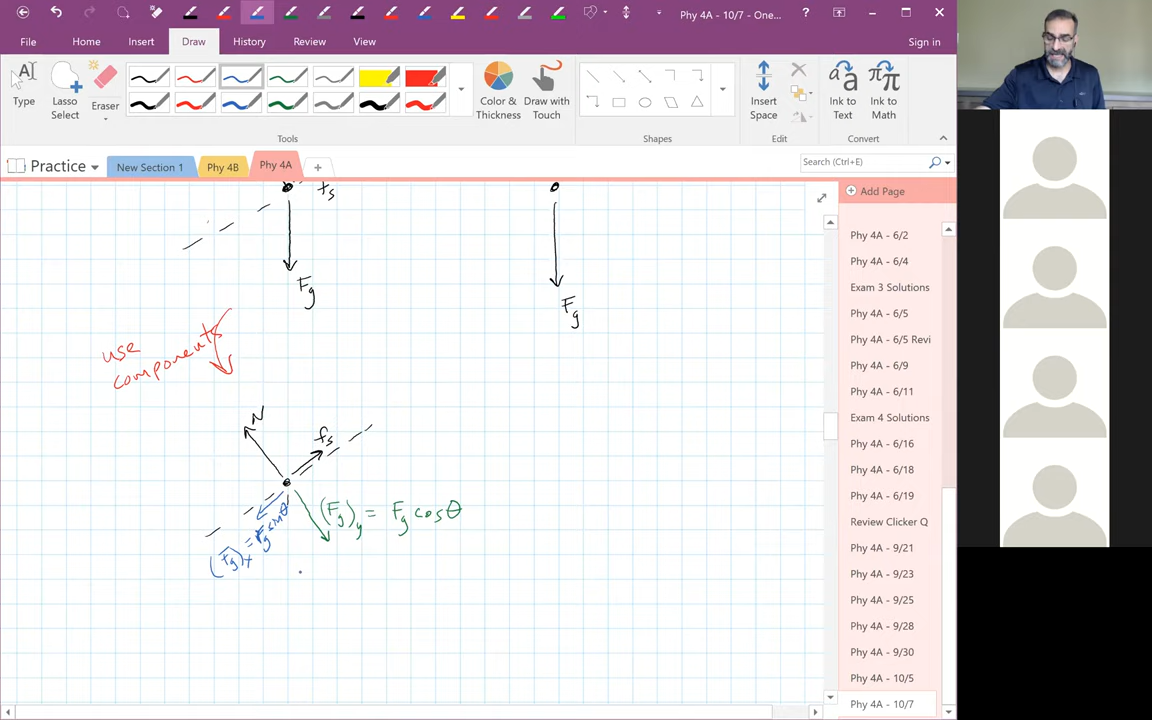 Phy 4A - 10/7 - One...
File Home Insert Draw History Review View Sign in
Type
Lasso Select
Eraser
Color & Thickness
Draw with Touch
Insert Space
Ink to Text
Ink to Math
Tools Shapes Edit Convert
Practice New Section 1 Phy 4B Phy 4A + Search (Ctrl+E)
Add Page
Phy 4A - 6/2
Phy 4A - 6/4
Exam 3 Solutions
Phy 4A - 6/5
Phy 4A - 6/5 Revi
Phy 4A - 6/9
Phy 4A - 6/11
Exam 4 Solutions
Phy 4A - 6/16
Phy 4A - 6/18
Phy 4A - 6/19
Review Clicker Q
Phy 4A - 9/21
Phy 4A - 9/23
Phy 4A - 9/25
Phy 4A - 9/28
Phy 4A - 9/30
Phy 4A - 10/5
Phy 4A - 10/7
fs
Fg
Fg
use
components
N
fs
(Fg)y = Fg cosθ
(Fg)x = Fg sinθ